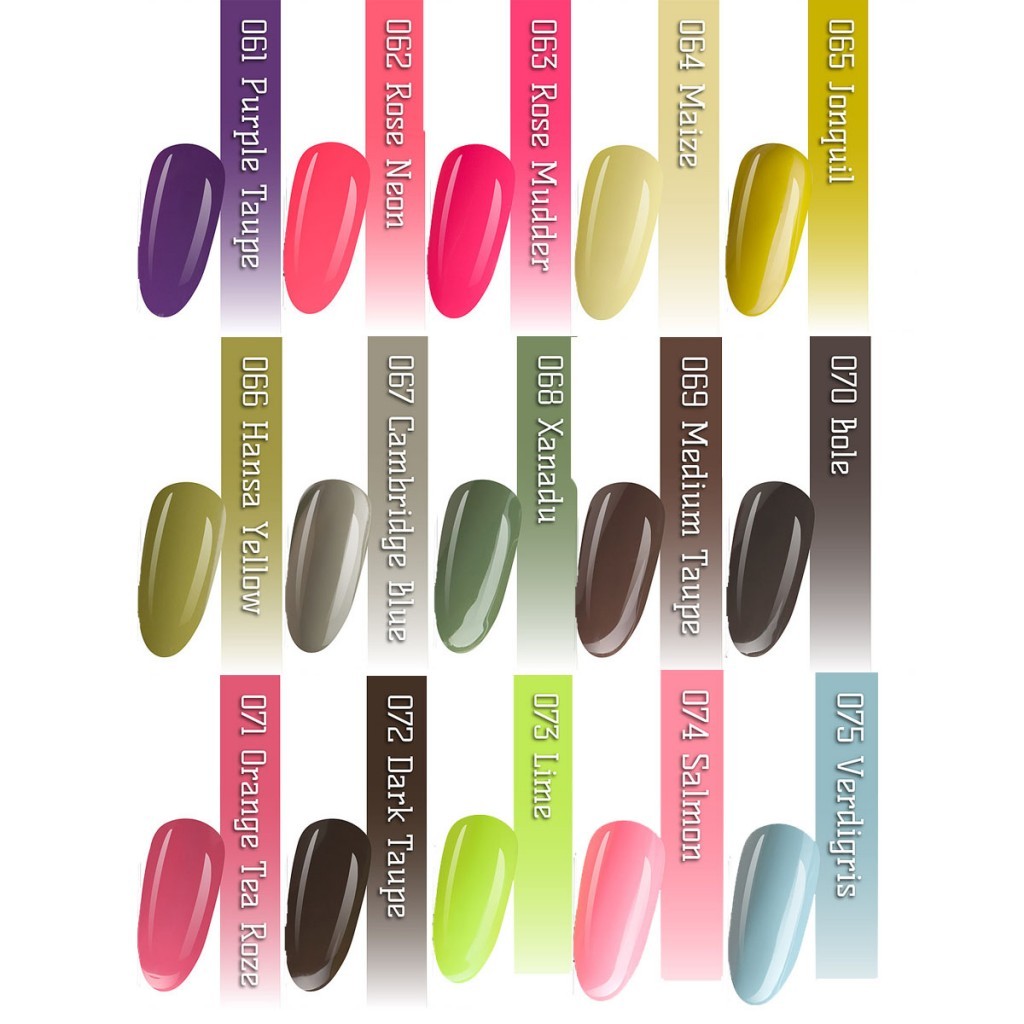 061 Purple Taupe
062 Rose Neon
063 Rose Mudder
064 Maize
065 Jonquil
066 Hansa Yellow
067 Cambridge Blue
068 Xanadu
069 Medium Taupe
070 Bole
071 Orange Tea Roze
072 Dark Taupe
073 Lime
074 Salmon
075 Verdigris